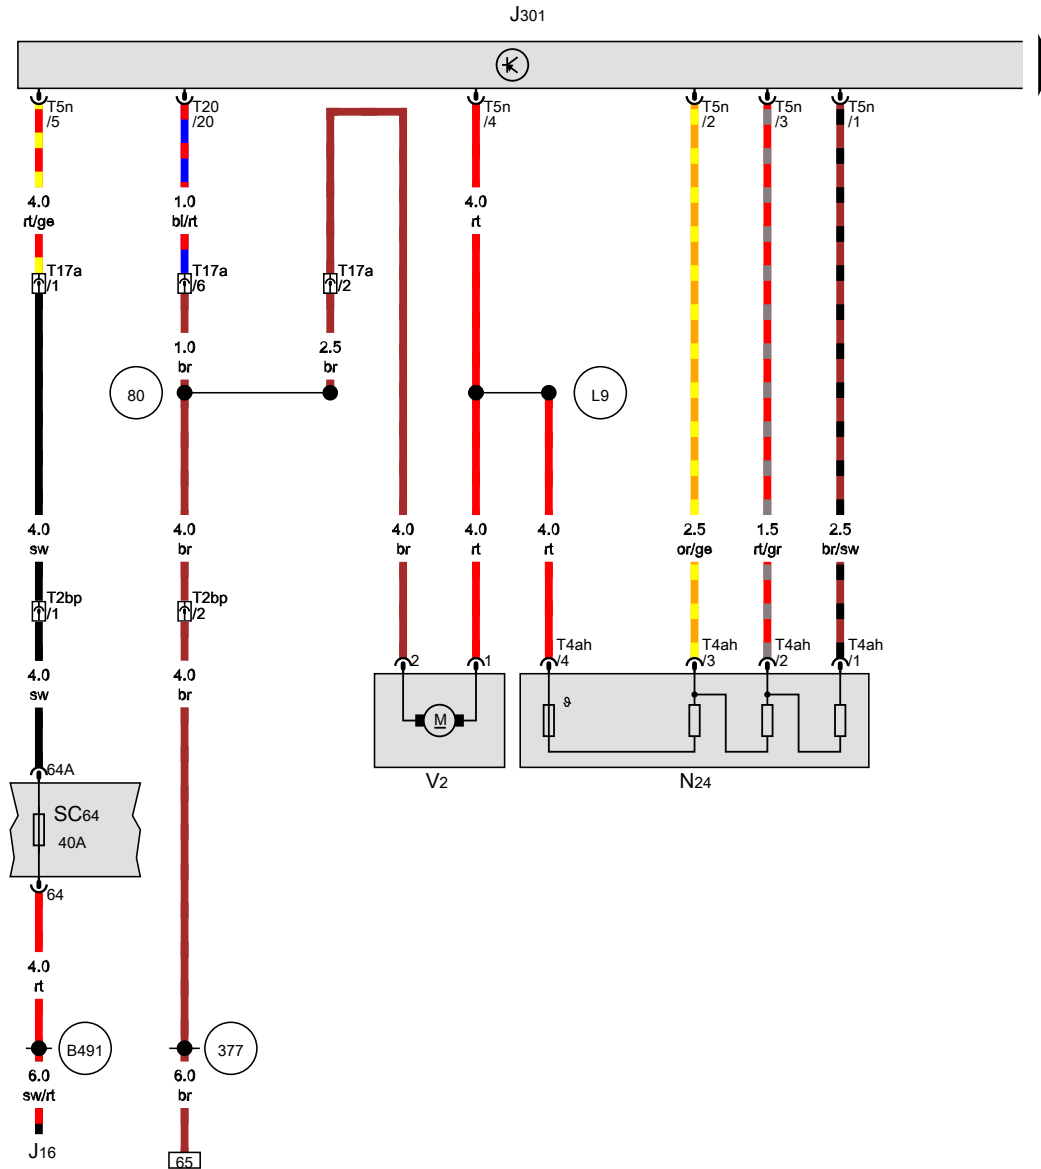 J301
T5n
/5
T20
/20
T5n
/4
T5n
/2
T5n
/3
T5n
/1
4.0
rt/ge
1.0
bl/rt
4.0
rt
T17a
/1
T17a
/6
T17a
/2
1.0
br
2.5
br
80
L9
4.0
sw
4.0
br
4.0
br
4.0
rt
4.0
rt
2.5
or/ge
1.5
rt/gr
2.5
br/sw
T2bp
/1
T2bp
/2
2
1
T4ah
/4
T4ah
/3
T4ah
/2
T4ah
/1
4.0
sw
4.0
br
ϑ
M
64A
V2
N24
SC64
40A
64
4.0
rt
B491
377
6.0
sw/rt
6.0
br
J16
65